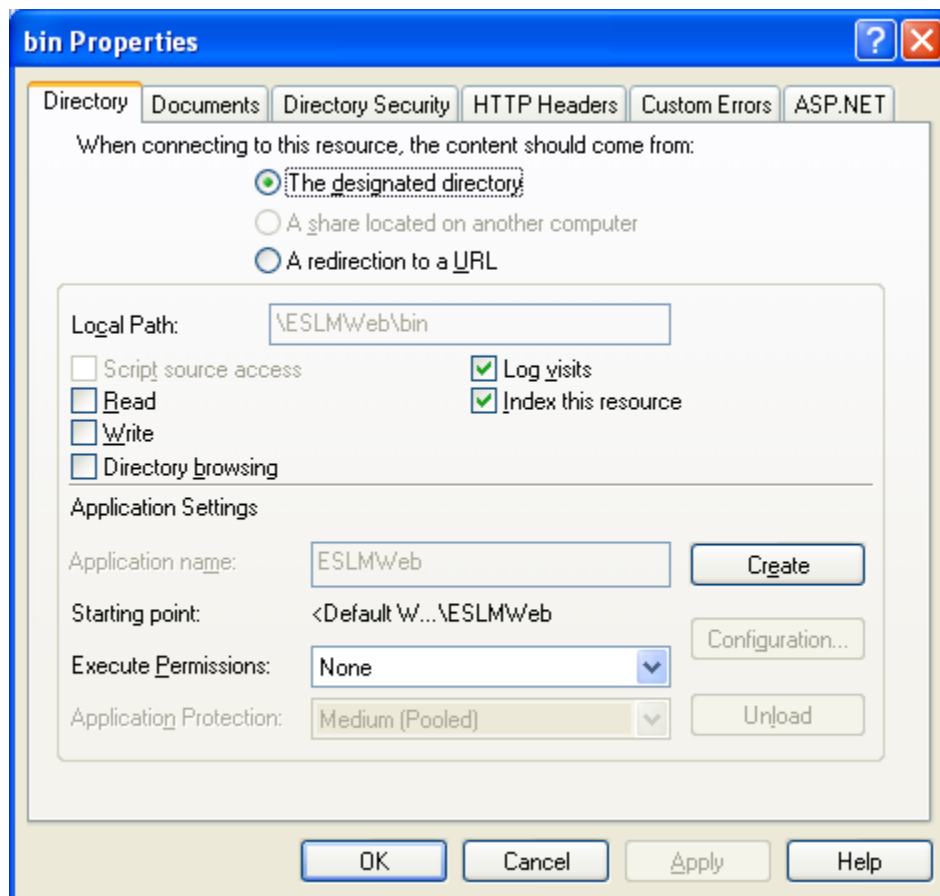 bin Properties
Directory Documents Directory Security HTTP Headers Custom Errors ASP.NET
When connecting to this resource, the content should come from:
The designated directory
A share located on another computer
A redirection to a URL
Local Path: \ESLMWeb\bin
Script source access Log visits
Read Index this resource
Write
Directory browsing
Application Settings
Application name: ESLMWeb Create
Starting point: <Default W...\ESLMWeb
Configuration...
Execute Permissions: None
Application Protection: Medium (Pooled) Unload
OK Cancel Apply Help